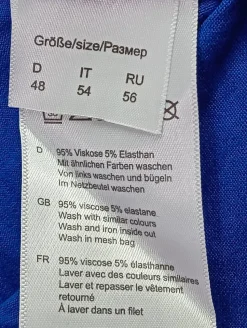 Größe/size/Размер
D IT RU
48 54 56
D 95% Viskose 5% Elasthan
Mit ähnlichen Farben waschen
Von links waschen und bügeln
Im Netzbeutel waschen
GB 95% viscose 5% elastane
Wash with similar colours
Wash and iron inside out
Wash in mesh bag
FR 95% viscose 5% élasthanne
Laver avec des couleurs similaires
Laver et repasser le vêtement
retourné
À laver dans un filet